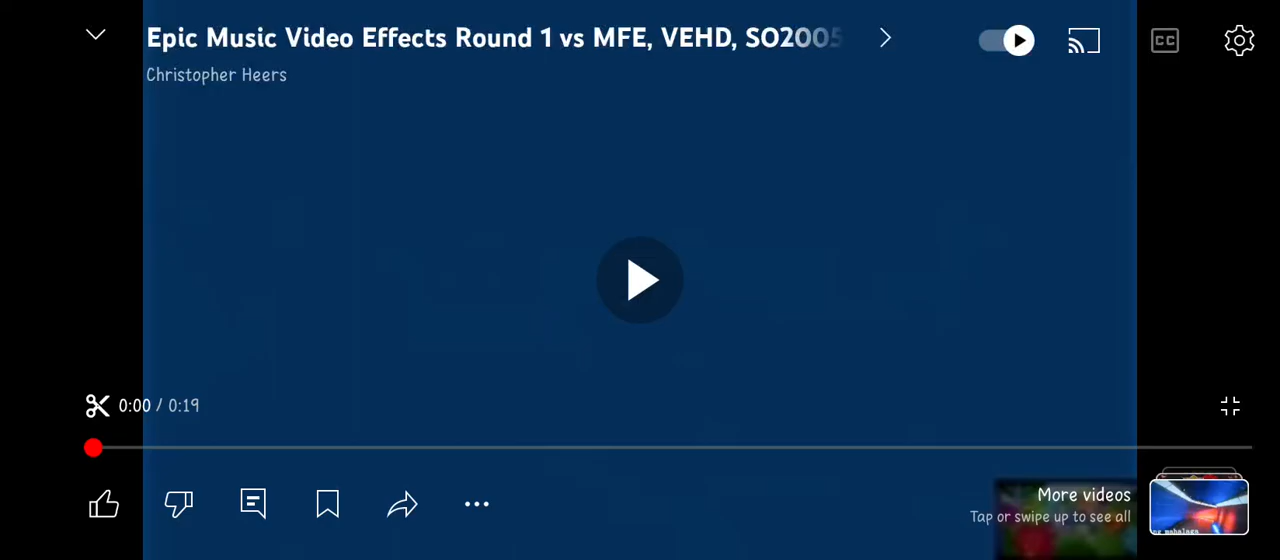 Epic Music Video Effects Round 1 vs MFE, VEHD, SO2005
Christopher Heers
CC
0:00 / 0:19
More videos
Tap or swipe up to see all